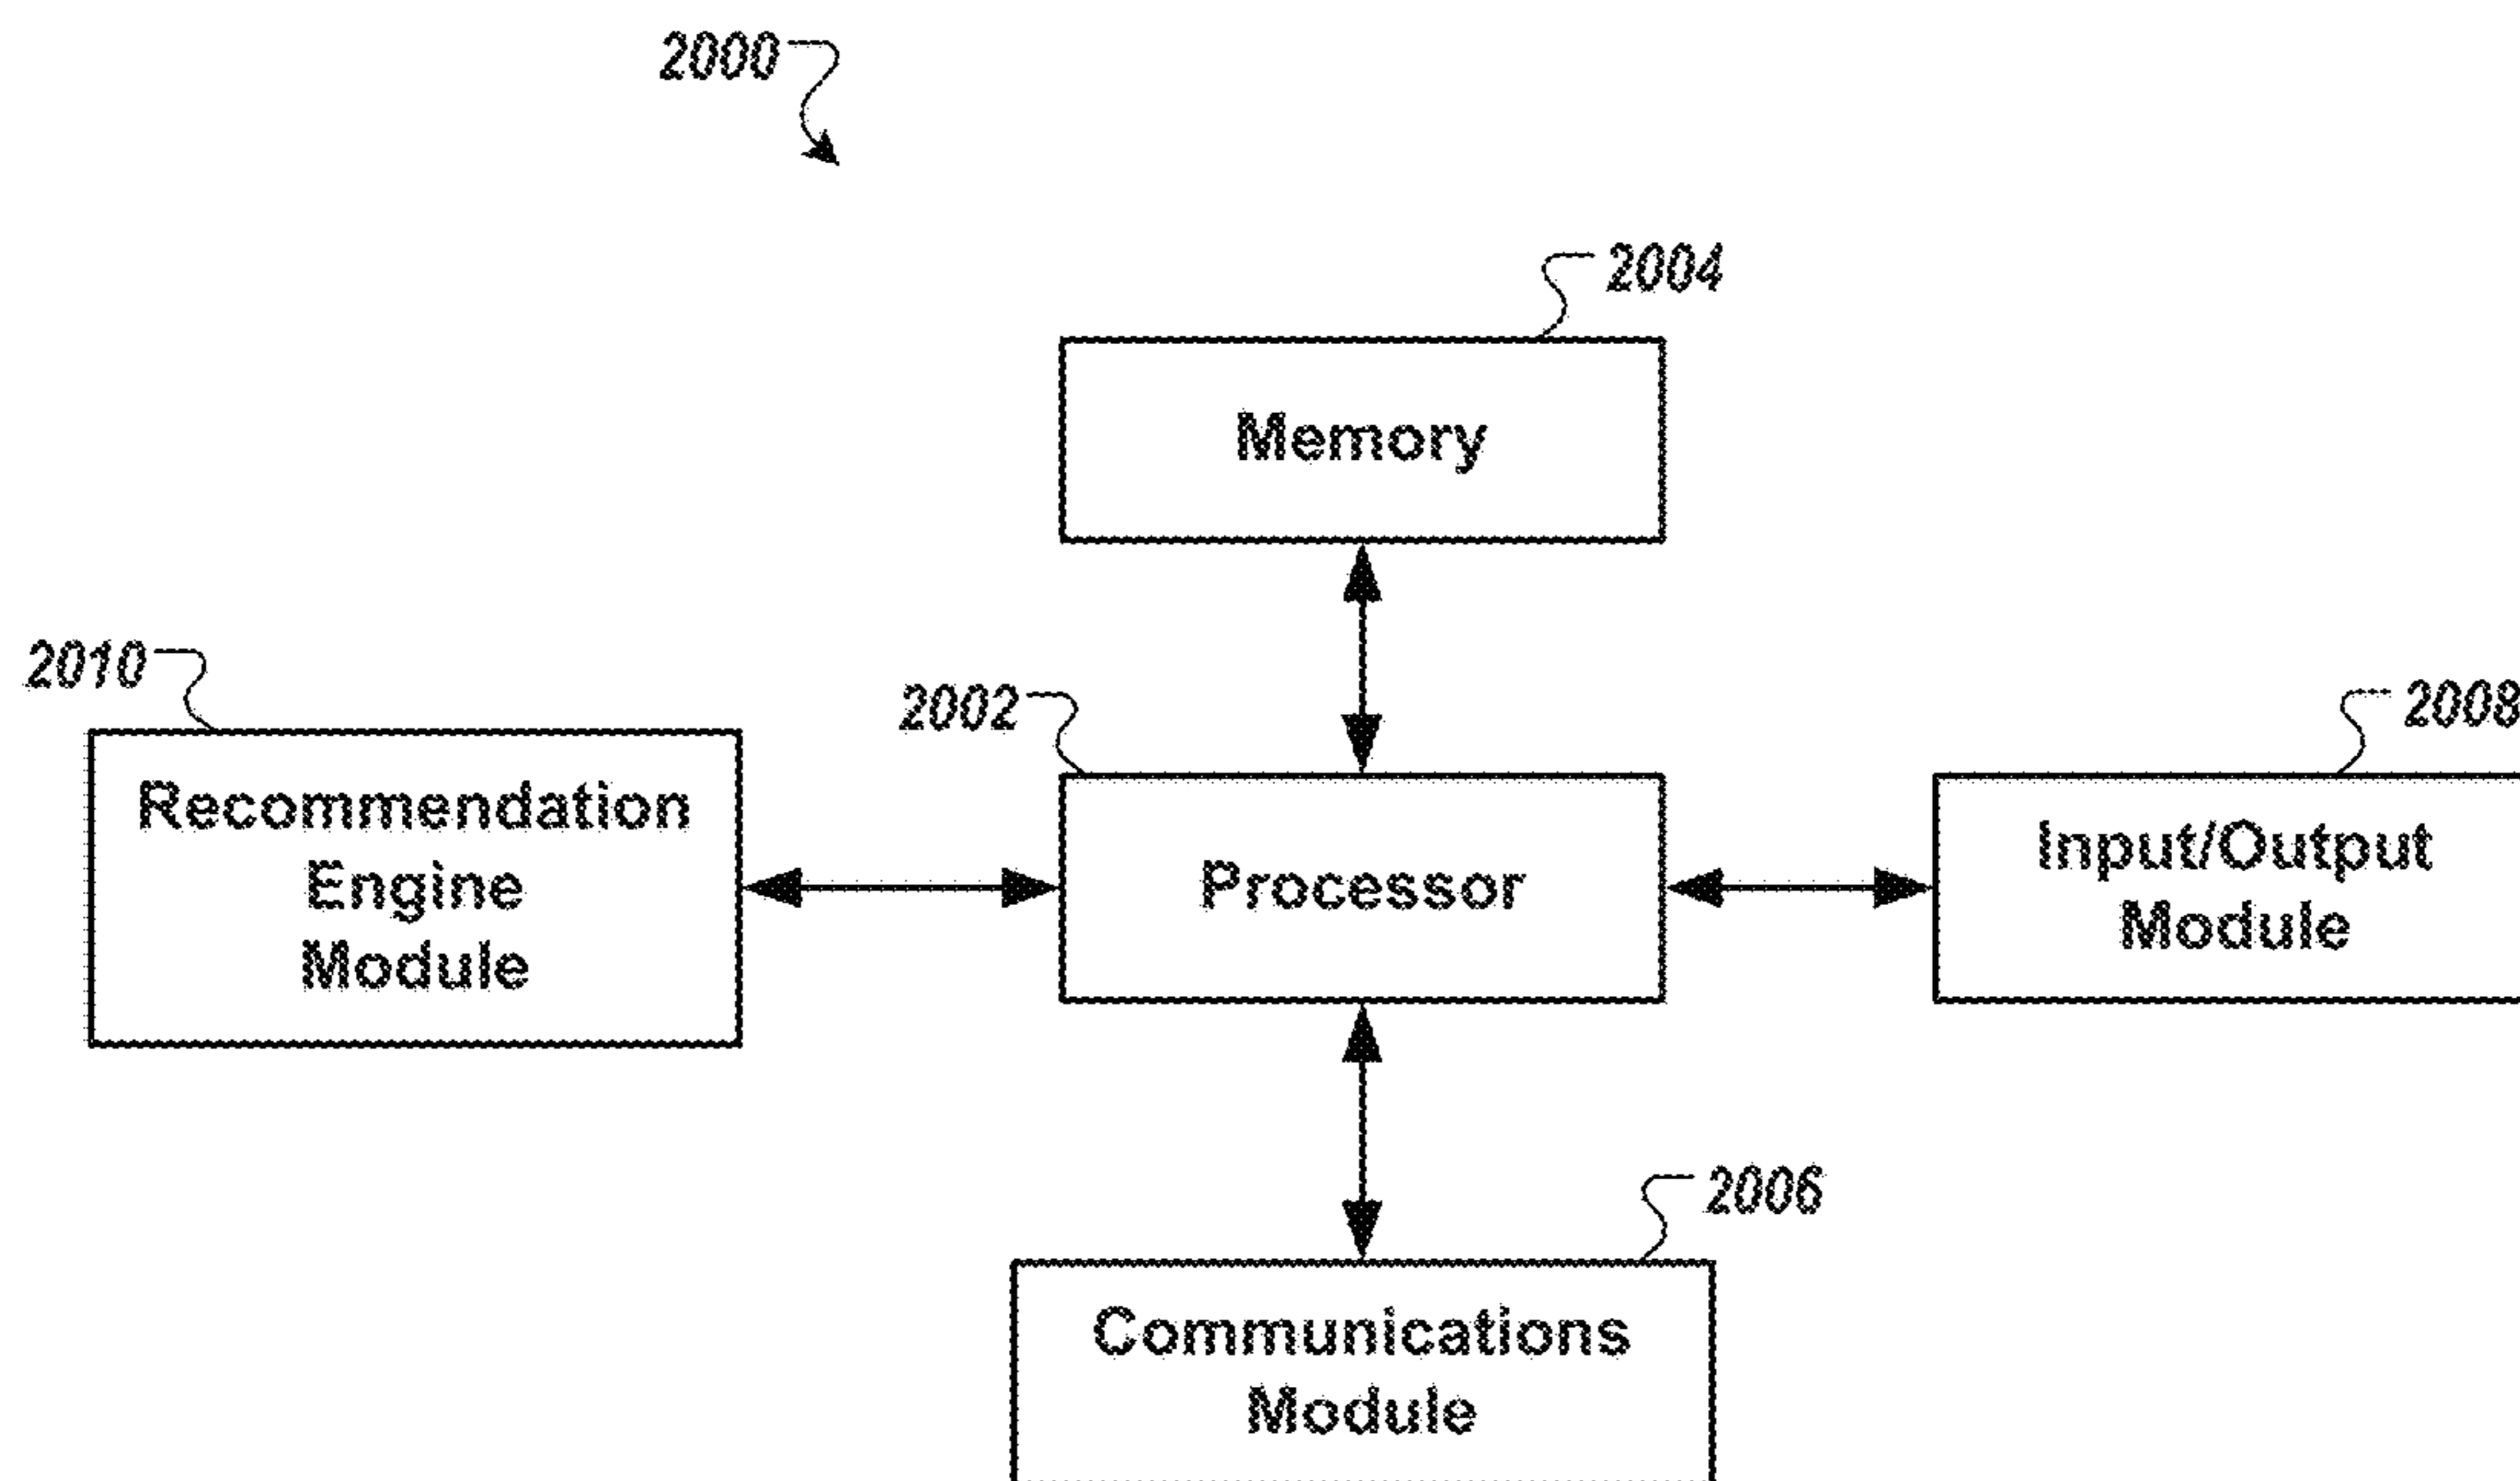 2000
2004
Memory
2010
2002
2008
Recommendation
Engine
Module
Processor
Input/Output
Module
2006
Communications
Module